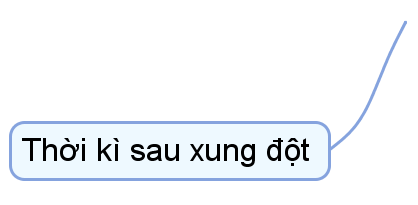 Thời kì sau xung đột